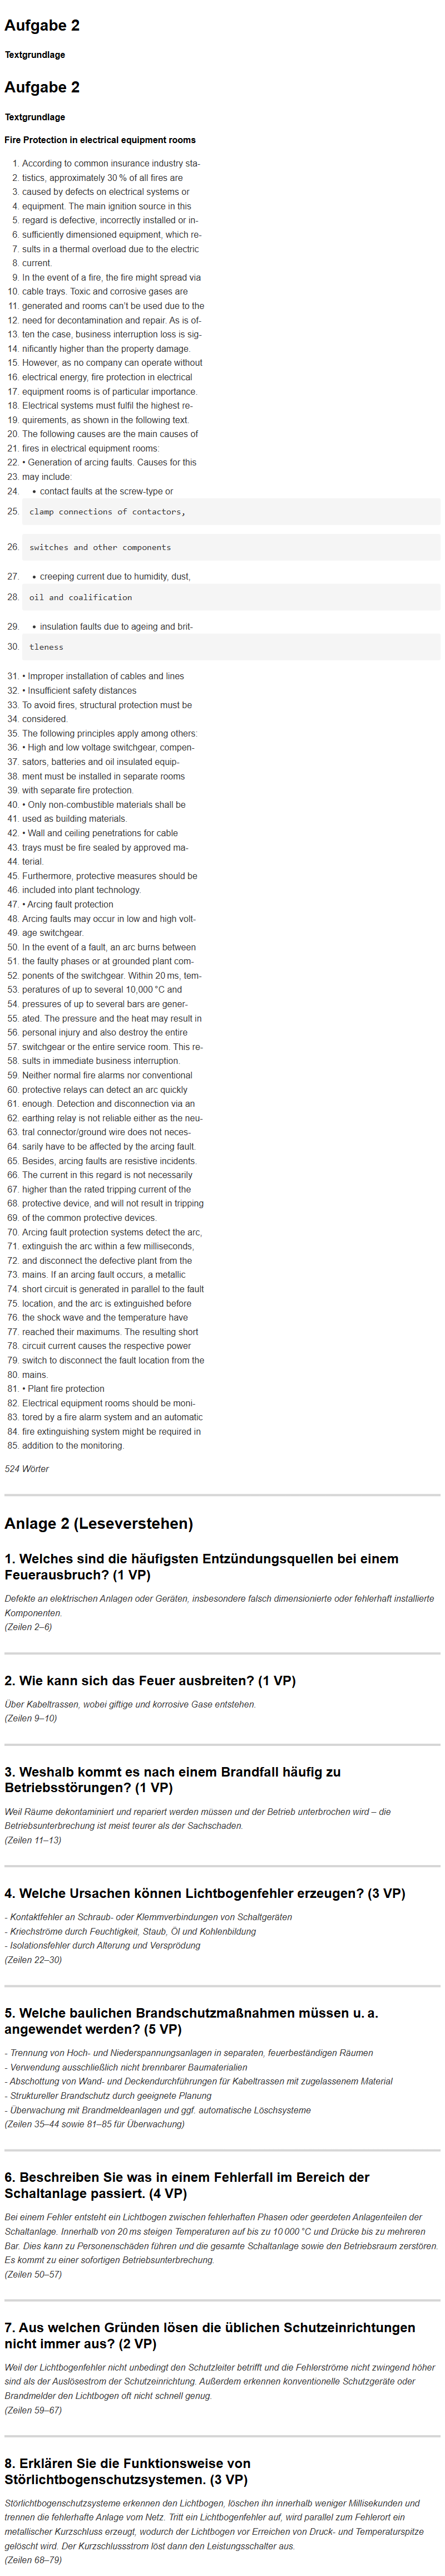 Aufgabe 2
Textgrundlage
Aufgabe 2
Textgrundlage
Fire Protection in electrical equipment rooms
1. According to common insurance industry sta-
2. tistics, approximately 30 % of all fires are
3. caused by defects on electrical systems or
4. equipment. The main ignition source in this
5. regard is defective, incorrectly installed or in-
6. sufficiently dimensioned equipment, which re-
7. sults in a thermal overload due to the electric
8. current.
9. In the event of a fire, the fire might spread via
10. cable trays. Toxic and corrosive gases are
11. generated and rooms can't be used due to the
12. need for decontamination and repair. As is of-
13. ten the case, business interruption loss is sig-
14. nificantly higher than the property damage.
15. However, as no company can operate without
16. electrical energy, fire protection in electrical
17. equipment rooms is of particular importance.
18. Electrical systems must fulfil the highest re-
19. quirements, as shown in the following text.
20. The following causes are the main causes of
21. fires in electrical equipment rooms:
22. • Generation of arcing faults. Causes for this
23. may include:
24. • contact faults at the screw-type or
25. clamp connections of contactors,
26. switches and other components
27. • creeping current due to humidity, dust,
28. oil and coalification
29. • insulation faults due to ageing and brit-
30. tleness
31. • Improper installation of cables and lines
32. • Insufficient safety distances
33. To avoid fires, structural protection must be
34. considered.
35. The following principles apply among others:
36. • High and low voltage switchgear, compen-
37. sators, batteries and oil insulated equip-
38. ment must be installed in separate rooms
39. with separate fire protection.
40. • Only non-combustible materials shall be
41. used as building materials.
42. • Wall and ceiling penetrations for cable
43. trays must be fire sealed by approved ma-
44. terial.
45. Furthermore, protective measures should be
46. included into plant technology.
47. • Arcing fault protection
48. Arcing faults may occur in low and high volt-
49. age switchgear.
50. In the event of a fault, an arc burns between
51. the faulty phases or at grounded plant com-
52. ponents of the switchgear. Within 20 ms, tem-
53. peratures of up to several 10,000 °C and
54. pressures of up to several bars are gener-
55. ated. The pressure and the heat may result in
56. personal injury and also destroy the entire
57. switchgear or the entire service room. This re-
58. sults in immediate business interruption.
59. Neither normal fire alarms nor conventional
60. protective relays can detect an arc quickly
61. enough. Detection and disconnection via an
62. earthing relay is not reliable either as the neu-
63. tral connector/ground wire does not neces-
64. sarily have to be affected by the arcing fault.
65. Besides, arcing faults are resistive incidents.
66. The current in this regard is not necessarily
67. higher than the rated tripping current of the
68. protective device, and will not result in tripping
69. of the common protective devices.
70. Arcing fault protection systems detect the arc,
71. extinguish the arc within a few milliseconds,
72. and disconnect the defective plant from the
73. mains. If an arcing fault occurs, a metallic
74. short circuit is generated in parallel to the fault
75. location, and the arc is extinguished before
76. the shock wave and the temperature have
77. reached their maximums. The resulting short
78. circuit current causes the respective power
79. switch to disconnect the fault location from the
80. mains.
81. • Plant fire protection
82. Electrical equipment rooms should be moni-
83. tored by a fire alarm system and an automatic
84. fire extinguishing system might be required in
85. addition to the monitoring.
524 Wörter
Anlage 2 (Leseverstehen)
1. Welches sind die häufigsten Entzündungsquellen bei einem
Feuerausbruch? (1 VP)
Defekte an elektrischen Anlagen oder Geräten, insbesondere falsch dimensionierte oder fehlerhaft installierte
Komponenten.
(Zeilen 2–6)
2. Wie kann sich das Feuer ausbreiten? (1 VP)
Über Kabeltrassen, wobei giftige und korrosive Gase entstehen.
(Zeilen 9–10)
3. Weshalb kommt es nach einem Brandfall häufig zu
Betriebsstörungen? (1 VP)
Weil Räume dekontaminiert und repariert werden müssen und der Betrieb unterbrochen wird – die
Betriebsunterbrechung ist meist teurer als der Sachschaden.
(Zeilen 11–13)
4. Welche Ursachen können Lichtbogenfehler erzeugen? (3 VP)
- Kontaktfehler an Schraub- oder Klemmverbindungen von Schaltgeräten
- Kriechströme durch Feuchtigkeit, Staub, Öl und Kohlenbildung
- Isolationsfehler durch Alterung und Versprödung
(Zeilen 22–30)
5. Welche baulichen Brandschutzmaßnahmen müssen u. a.
angewendet werden? (5 VP)
- Trennung von Hoch- und Niederspannungsanlagen in separaten, feuerbeständigen Räumen
- Verwendung ausschließlich nicht brennbarer Baumaterialien
- Abschottung von Wand- und Deckendurchführungen für Kabeltrassen mit zugelassenem Material
- Struktureller Brandschutz durch geeignete Planung
- Überwachung mit Brandmeldeanlagen und ggf. automatische Löschsysteme
(Zeilen 35–44 sowie 81–85 für Überwachung)
6. Beschreiben Sie was in einem Fehlerfall im Bereich der
Schaltanlage passiert. (4 VP)
Bei einem Fehler entsteht ein Lichtbogen zwischen fehlerhaften Phasen oder geerdeten Anlagenteilen der
Schaltanlage. Innerhalb von 20 ms steigen Temperaturen auf bis zu 10 000 °C und Drücke bis zu mehreren
Bar. Dies kann zu Personenschäden führen und die gesamte Schaltanlage sowie den Betriebsraum zerstören.
Es kommt zu einer sofortigen Betriebsunterbrechung.
(Zeilen 50–57)
7. Aus welchen Gründen lösen die üblichen Schutzeinrichtungen
nicht immer aus? (2 VP)
Weil der Lichtbogenfehler nicht unbedingt den Schutzleiter betrifft und die Fehlerströme nicht zwingend höher
sind als der Auslösestrom der Schutzeinrichtung. Außerdem erkennen konventionelle Schutzgeräte oder
Brandmelder den Lichtbogen oft nicht schnell genug.
(Zeilen 59–67)
8. Erklären Sie die Funktionsweise von
Störlichtbogenschutzsystemen. (3 VP)
Störlichtbogenschutzsysteme erkennen den Lichtbogen, löschen ihn innerhalb weniger Millisekunden und
trennen die fehlerhafte Anlage vom Netz. Tritt ein Lichtbogenfehler auf, wird parallel zum Fehlerort ein
metallischer Kurzschluss erzeugt, wodurch der Lichtbogen vor Erreichen von Druck- und Temperaturspitze
gelöscht wird. Der Kurzschlussstrom löst dann den Leistungsschalter aus.
(Zeilen 68–79)